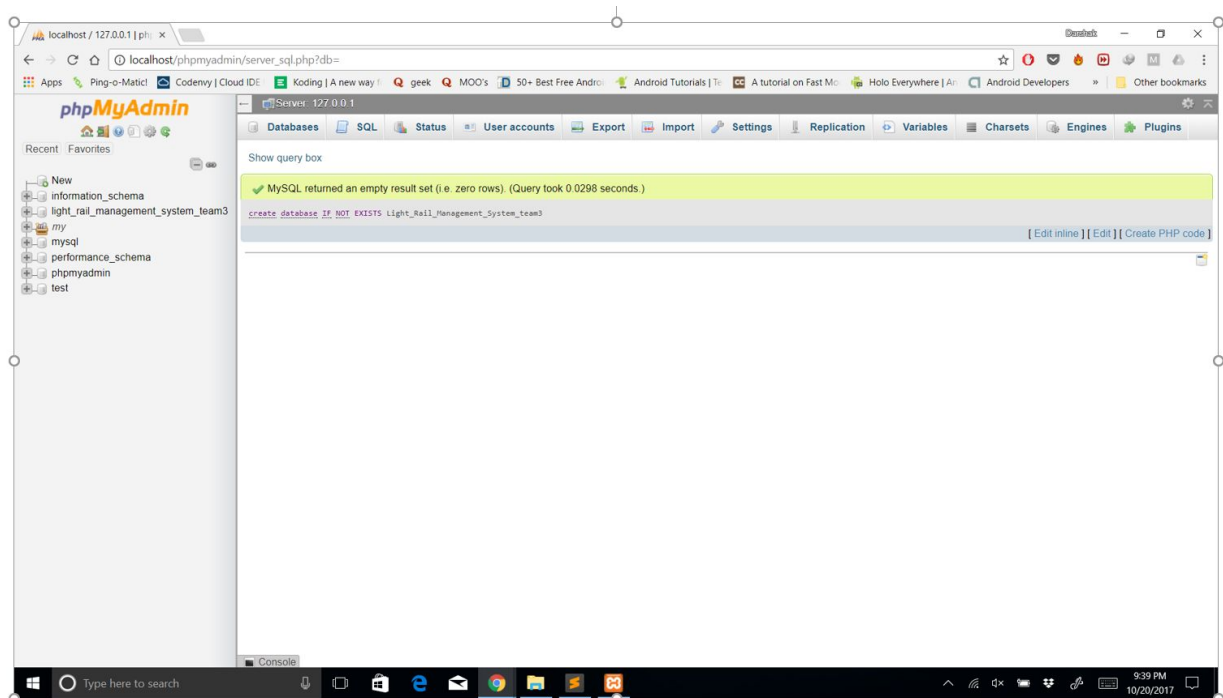 localhost / 127.0.0.1 | ph
localhost/phpmyadmin/server_sql.php?db=
Apps Ping-o-Matic! Codenvy | Cloud IDE Koding | A new way geek MOO's 50+ Best Free Androi Android Tutorials | Te A tutorial on Fast Mo Holo Everywhere | An Android Developers » Other bookmarks
phpMyAdmin
Recent Favorites
New
information_schema
light_rail_management_system_team3
my
mysql
performance_schema
phpmyadmin
test
Server: 127.0.0.1
Databases SQL Status User accounts Export Import Settings Replication Variables Charsets Engines Plugins
Show query box
MySQL returned an empty result set (i.e. zero rows). (Query took 0.0298 seconds.)
create database IF NOT EXISTS Light_Rail_Management_System_team3
[ Edit inline ] [ Edit ] [ Create PHP code ]
Console
Type here to search
9:39 PM
10/20/2017